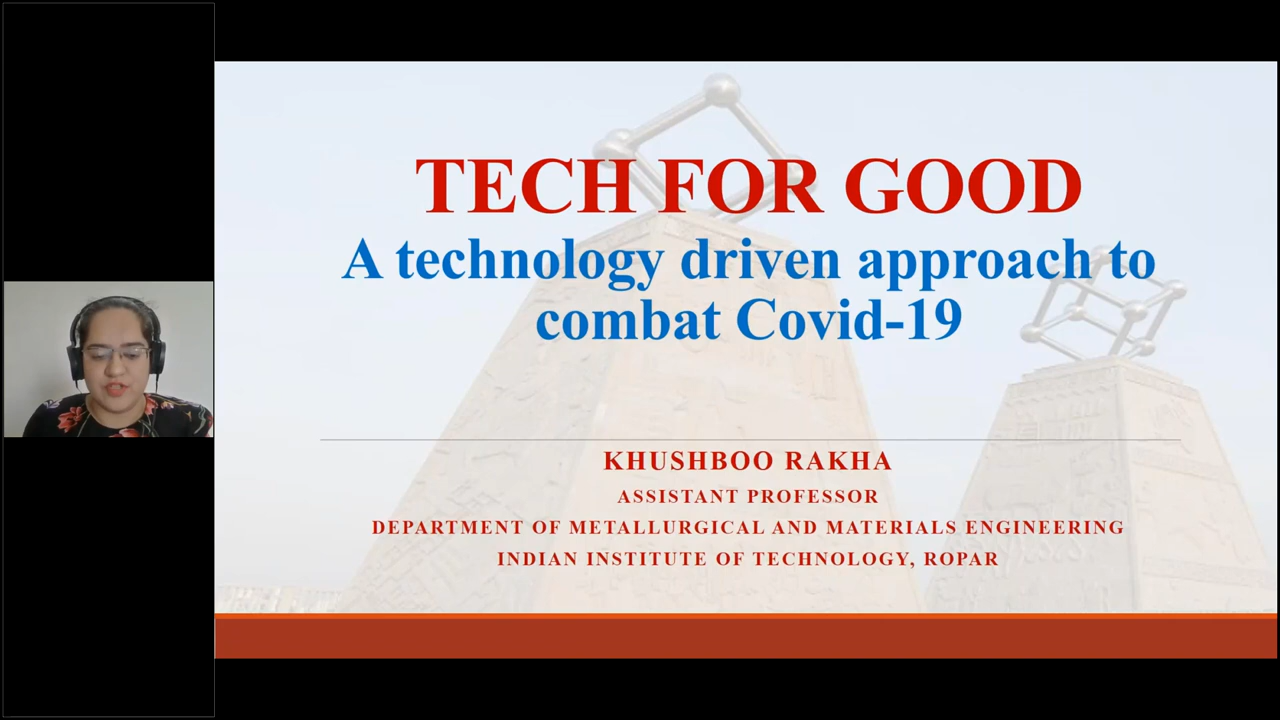 TECH FOR GOOD
A technology driven approach to
combat Covid-19
KHUSHBOO RAKHA
ASSISTANT PROFESSOR
DEPARTMENT OF METALLURGICAL AND MATERIALS ENGINEERING
INDIAN INSTITUTE OF TECHNOLOGY, ROPAR